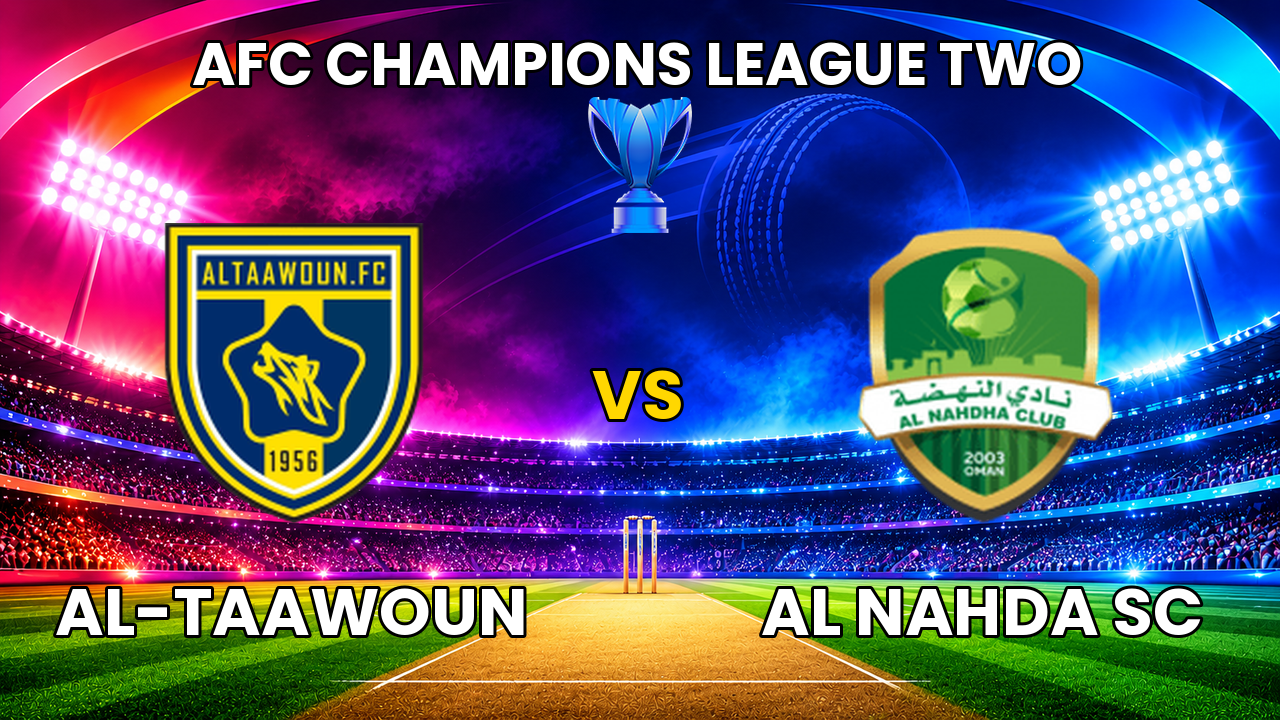 AFC CHAMPIONS LEAGUE TWO
ALTAAWOUN.FC
1956
VS
نادي النهضة
AL NAHDHA CLUB
2003
OMAN
AL-TAAWOUN
AL NAHDA SC